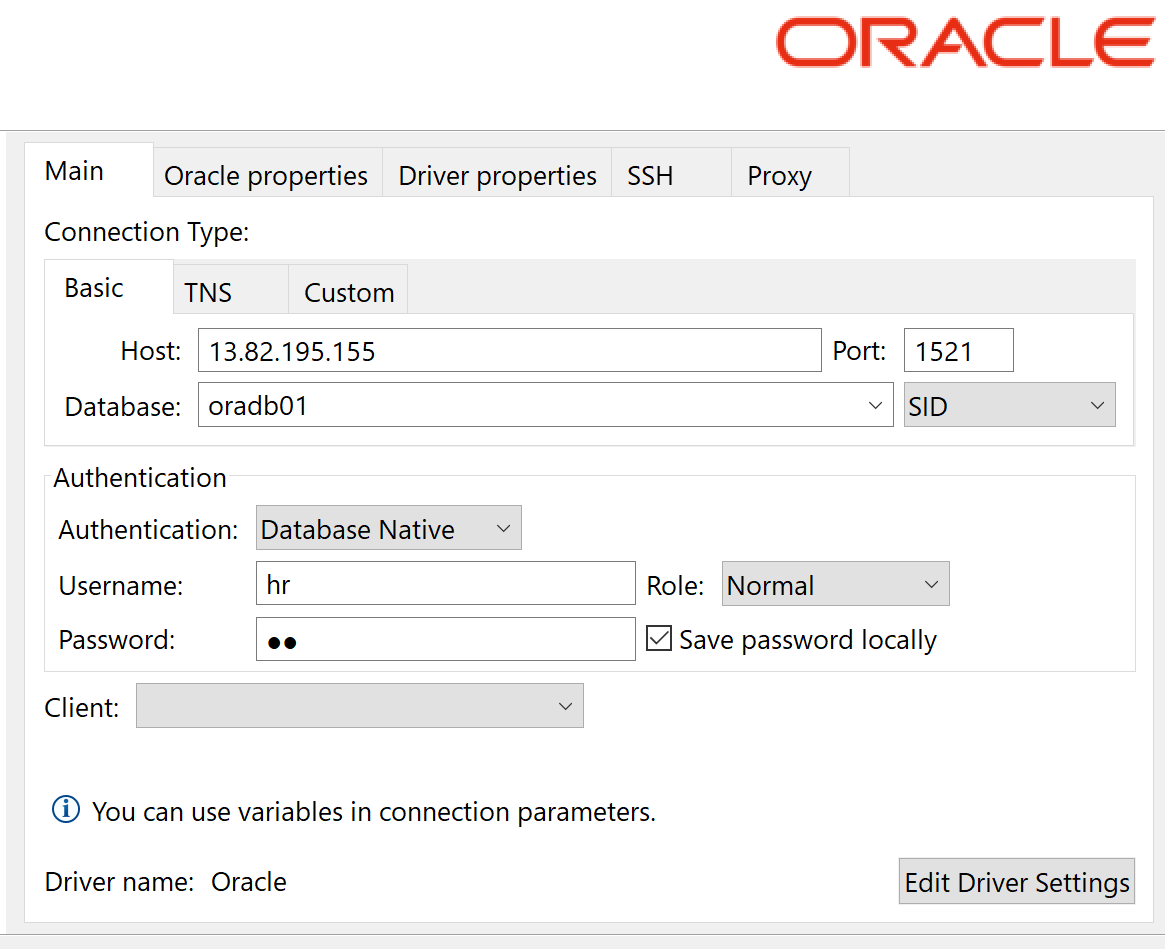 ORACLE
Main Oracle properties Driver properties SSH Proxy
Connection Type:
Basic TNS Custom
Host: 13.82.195.155 Port: 1521
Database: oradb01 SID
Authentication
Authentication: Database Native
Username: hr Role: Normal
Password: ●● Save password locally
Client:
You can use variables in connection parameters.
Driver name: Oracle Edit Driver Settings